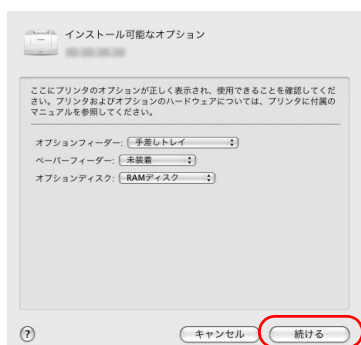 インストール可能なオプション
ここにプリンタのオプションが正しく表示され、使用できることを確認してくだ
さい。プリンタおよびオプションのハードウェアについては、プリンタに付属の
マニュアルを参照してください。
オプションフィーダー: 手差しトレイ
ペーパーフィーダー: 未装着
オプションディスク: RAMディスク
? キャンセル 続ける